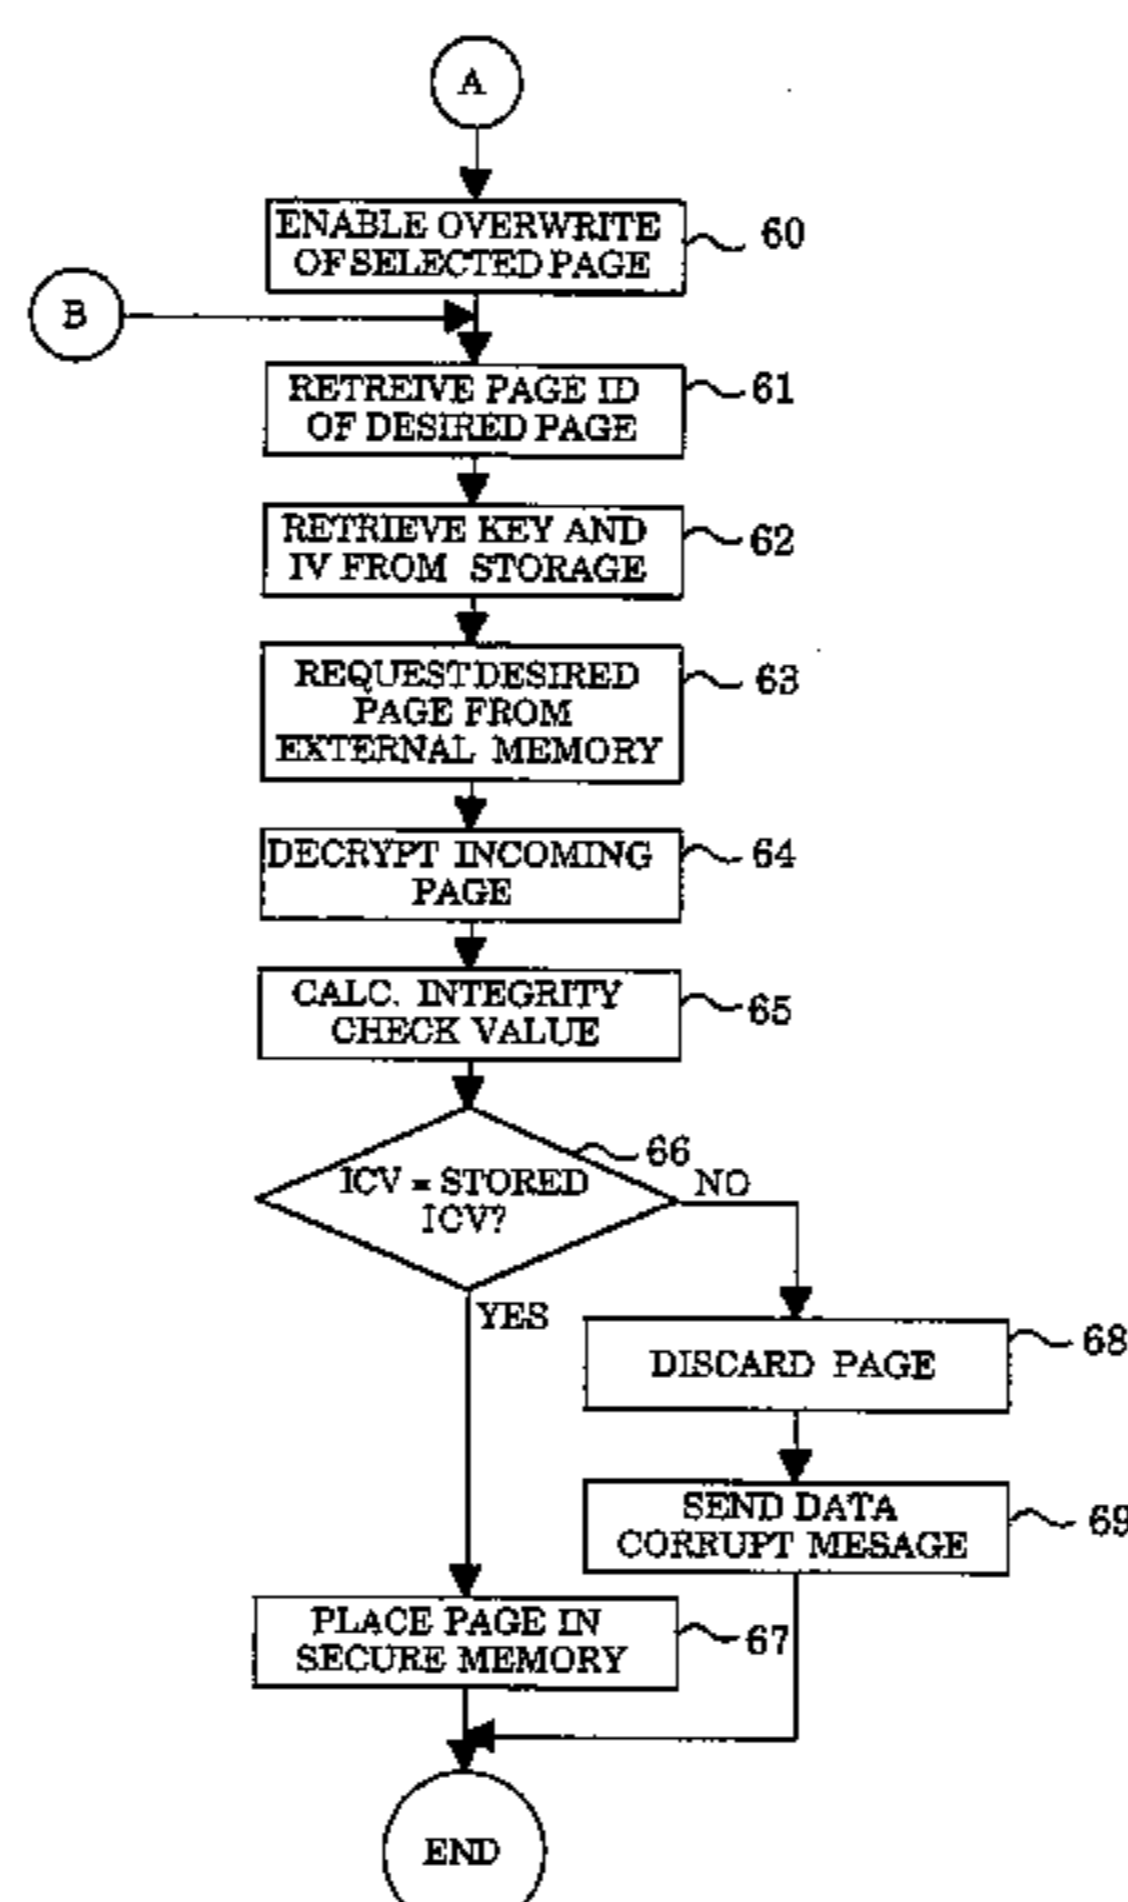 A
ENABLE OVERWRITE
OF SELECTED PAGE
60
B
RETREIVE PAGE ID
OF DESIRED PAGE
61
RETRIEVE KEY AND
IV FROM STORAGE
62
REQUEST DESIRED
PAGE FROM
EXTERNAL MEMORY
63
DECRYPT INCOMING
PAGE
64
CALC. INTEGRITY
CHECK VALUE
65
ICV = STORED
ICV?
66
NO
YES
DISCARD PAGE
68
SEND DATA
CORRUPT MESAGE
69
PLACE PAGE IN
SECURE MEMORY
67
END